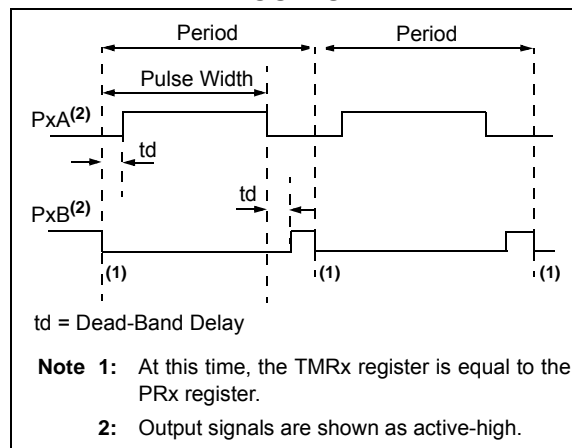 Period Period
Pulse Width
PxA(2)
td
td
PxB(2)
(1) (1) (1)
td = Dead-Band Delay
Note 1: At this time, the TMRx register is equal to the
PRx register.
2: Output signals are shown as active-high.